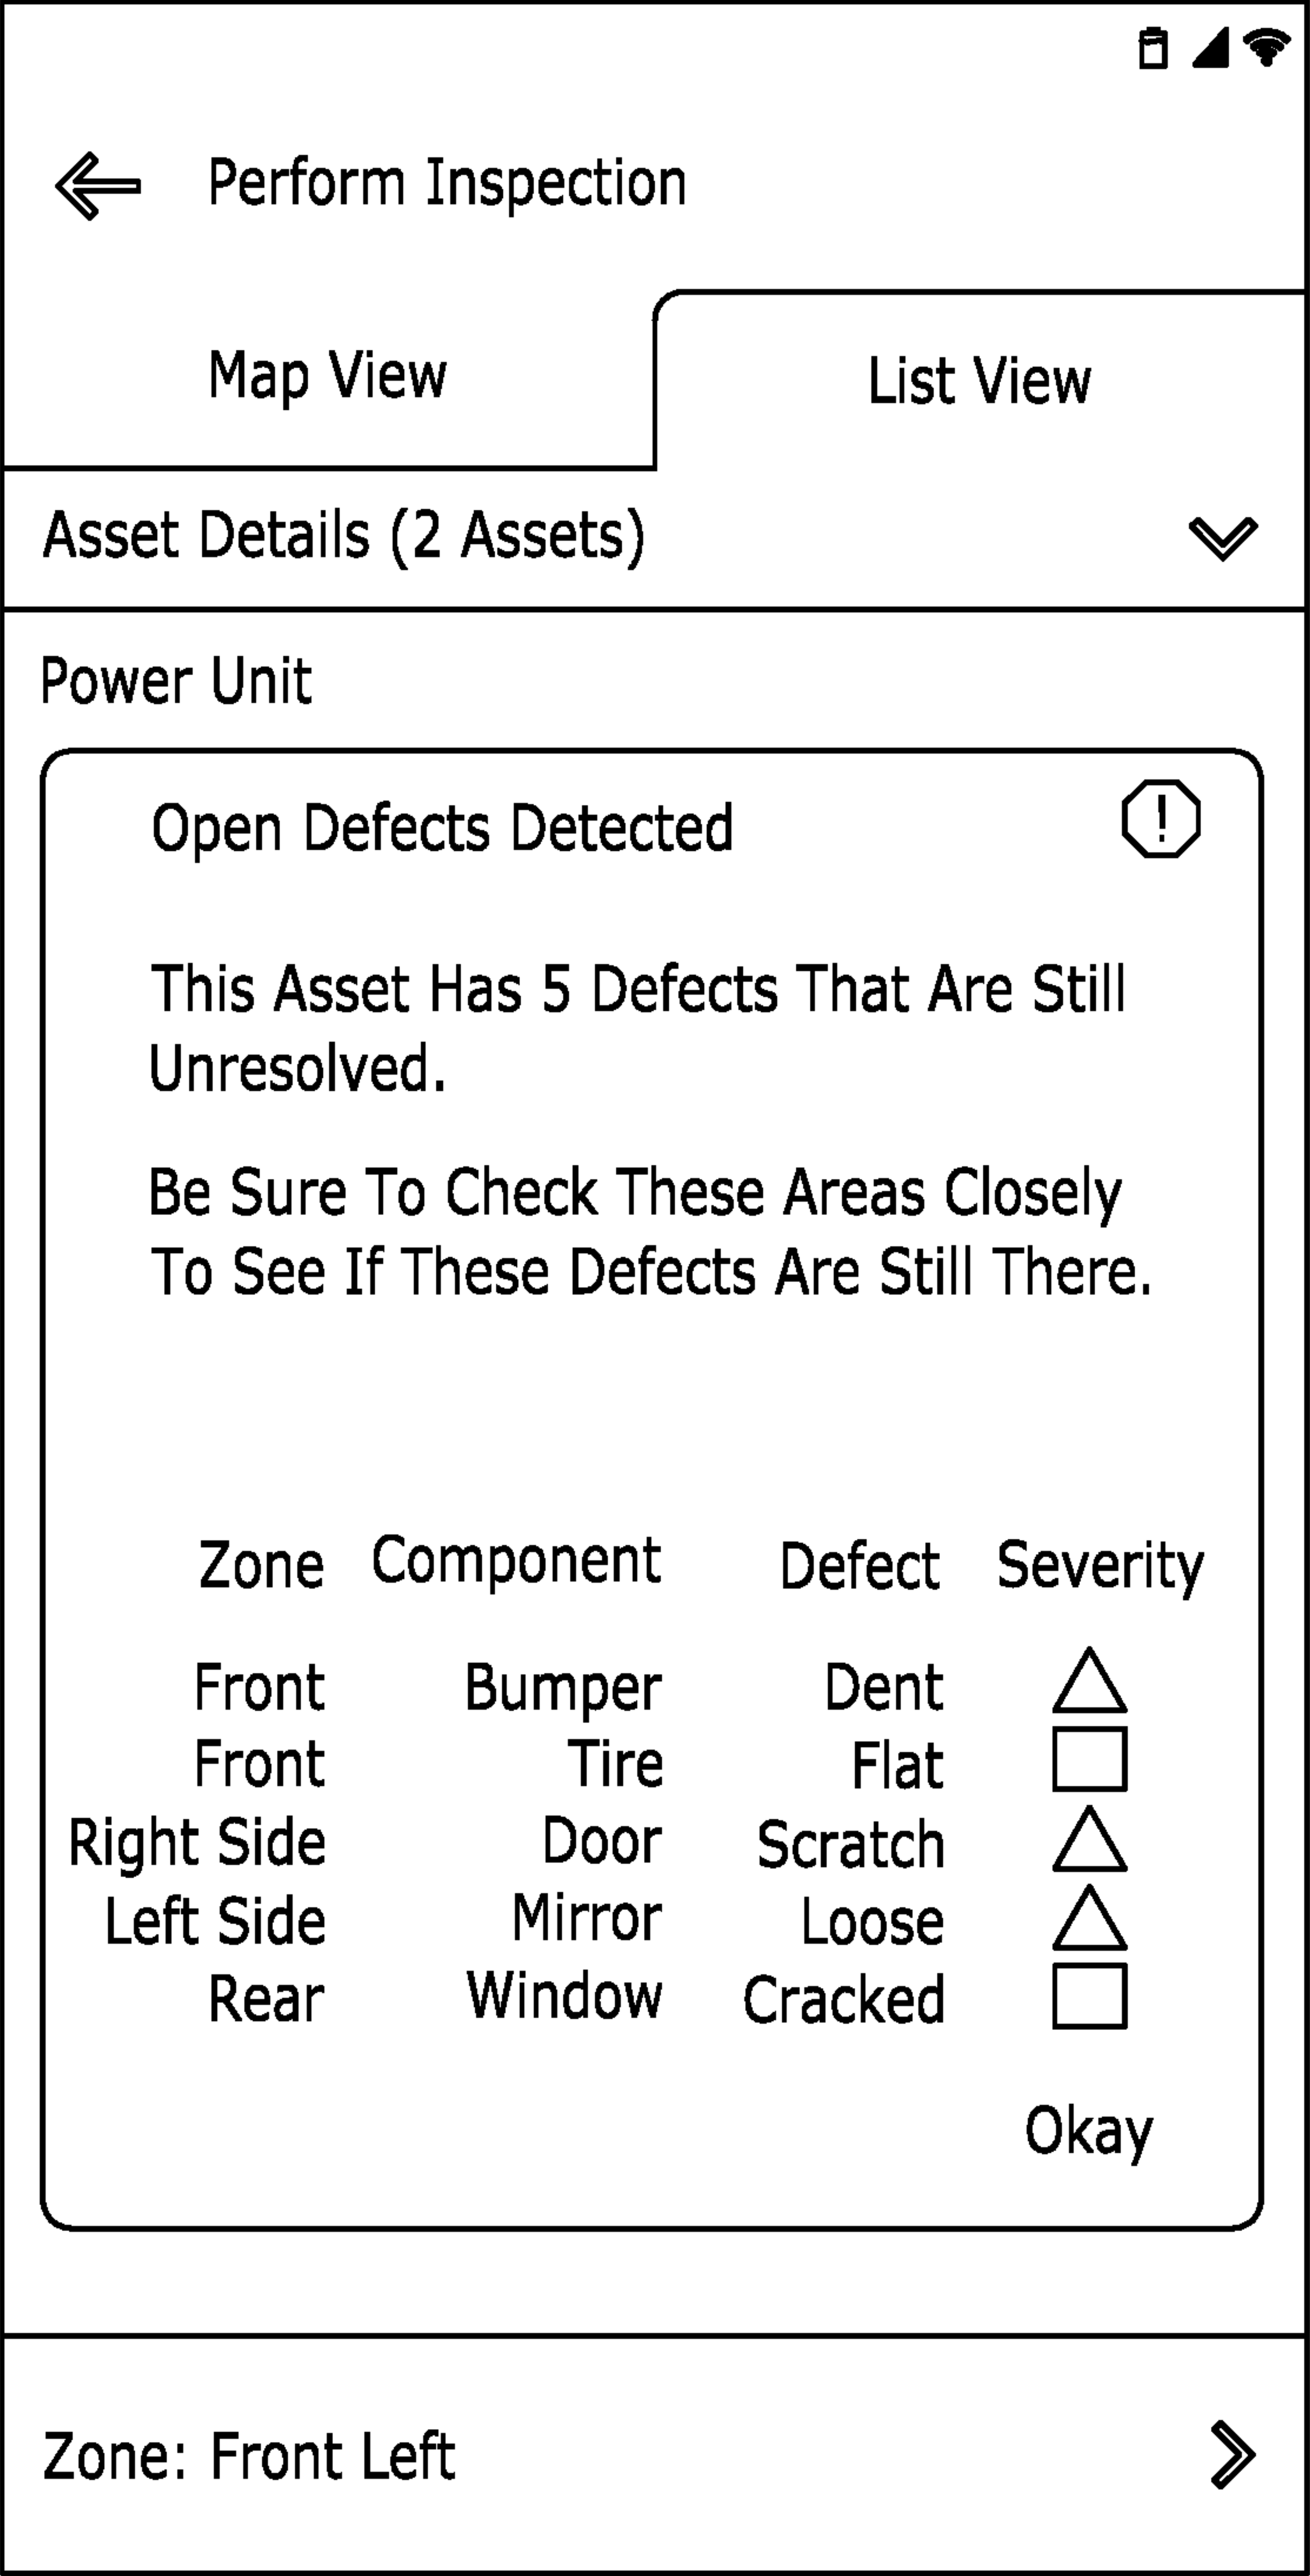 Perform Inspection
Map View
List View
Asset Details (2 Assets)
Power Unit
Open Defects Detected
!
This Asset Has 5 Defects That Are Still
Unresolved.
Be Sure To Check These Areas Closely
To See If These Defects Are Still There.
Zone Component Defect Severity
Front Bumper Dent
Front Tire Flat
Right Side Door Scratch
Left Side Mirror Loose
Rear Window Cracked
Okay
Zone: Front Left